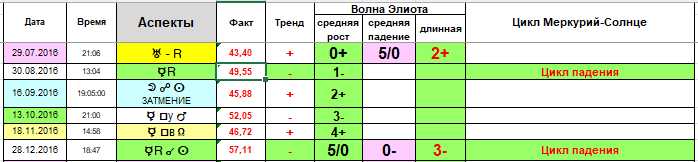 Дата Время Аспекты Факт Тренд Волна Элиота Цикл Меркурий-Солнце
средняя рост средняя падение длинная
29.07.2016 21:06 ♅ - R 43,40 + 0+ 5/0 2+
30.08.2016 13:04 ☿R 49,55 - 1- Цикл падения
16.09.2016 19:05:00 ☽ ☍ ☉ ЗАТМЕНИЕ 45,88 + 2+
13.10.2016 21:00 ☿ □у ♂ 52,05 - 3-
18.11.2016 14:56 ☿ □в ☊ 46,72 + 4+
28.12.2016 18:47 ☿R ☌ ☉ 57,11 - 5/0 0- 3- Цикл падения